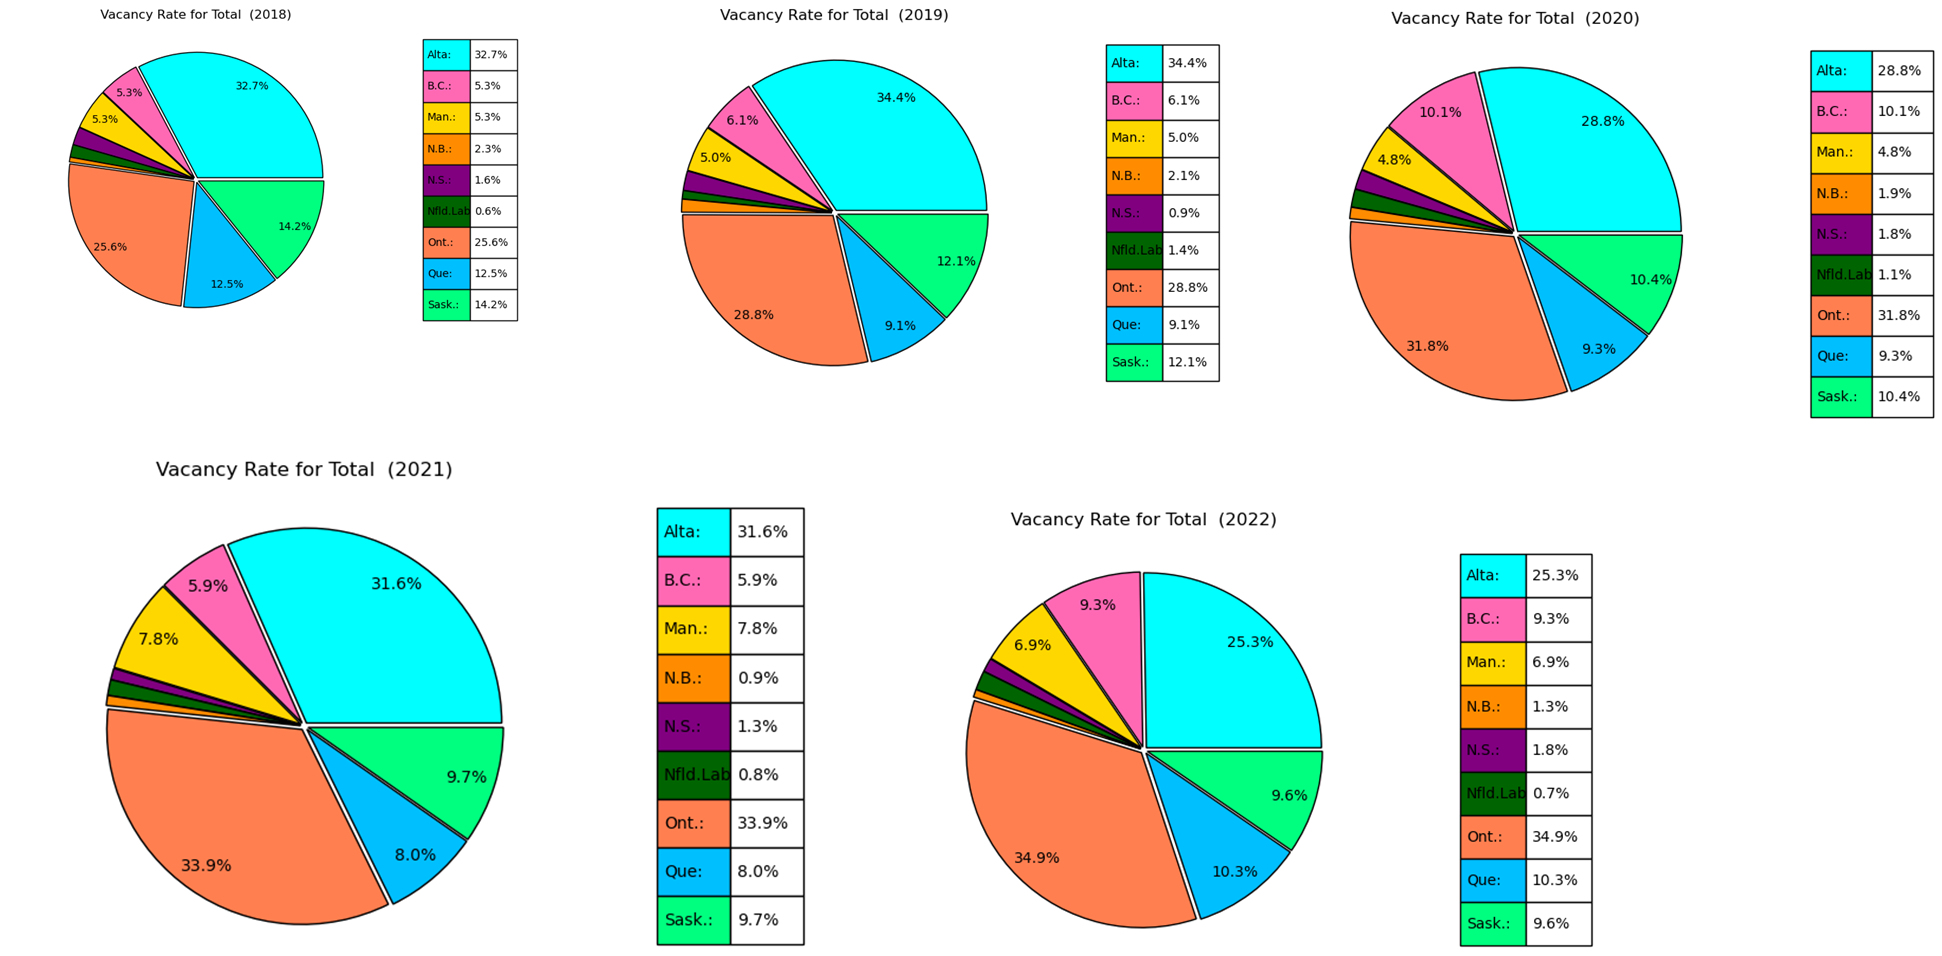 Vacancy Rate for Total (2018)
32.7%
5.3%
5.3%
25.6%
12.5%
14.2%
Alta: 32.7%
B.C.: 5.3%
Man.: 5.3%
N.B.: 2.3%
N.S.: 1.6%
Nfld.Lab 0.6%
Ont.: 25.6%
Que: 12.5%
Sask.: 14.2%
Vacancy Rate for Total (2019)
34.4%
6.1%
5.0%
28.8%
9.1%
12.1%
Alta: 34.4%
B.C.: 6.1%
Man.: 5.0%
N.B.: 2.1%
N.S.: 0.9%
Nfld.Lab 1.4%
Ont.: 28.8%
Que: 9.1%
Sask.: 12.1%
Vacancy Rate for Total (2020)
28.8%
10.1%
4.8%
31.8%
9.3%
10.4%
Alta: 28.8%
B.C.: 10.1%
Man.: 4.8%
N.B.: 1.9%
N.S.: 1.8%
Nfld.Lab 1.1%
Ont.: 31.8%
Que: 9.3%
Sask.: 10.4%
Vacancy Rate for Total (2021)
31.6%
5.9%
7.8%
33.9%
8.0%
9.7%
Alta: 31.6%
B.C.: 5.9%
Man.: 7.8%
N.B.: 0.9%
N.S.: 1.3%
Nfld.Lab 0.8%
Ont.: 33.9%
Que: 8.0%
Sask.: 9.7%
Vacancy Rate for Total (2022)
25.3%
9.3%
6.9%
34.9%
10.3%
9.6%
Alta: 25.3%
B.C.: 9.3%
Man.: 6.9%
N.B.: 1.3%
N.S.: 1.8%
Nfld.Lab 0.7%
Ont.: 34.9%
Que: 10.3%
Sask.: 9.6%